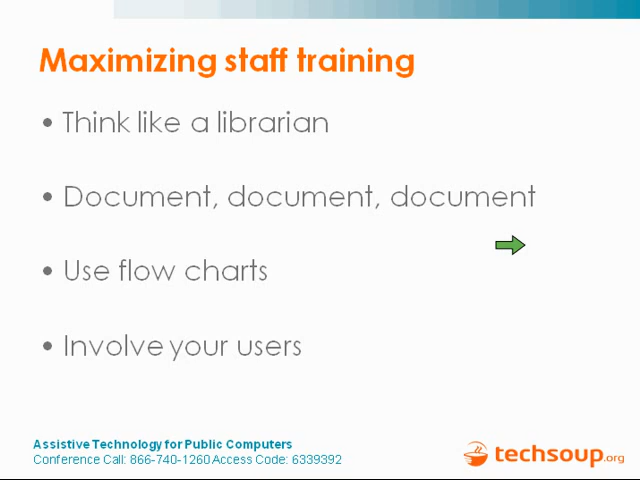 Maximizing staff training
• Think like a librarian
• Document, document, document
• Use flow charts
• Involve your users
Assistive Technology for Public Computers
Conference Call: 866-740-1260 Access Code: 6339392
techsoup.org